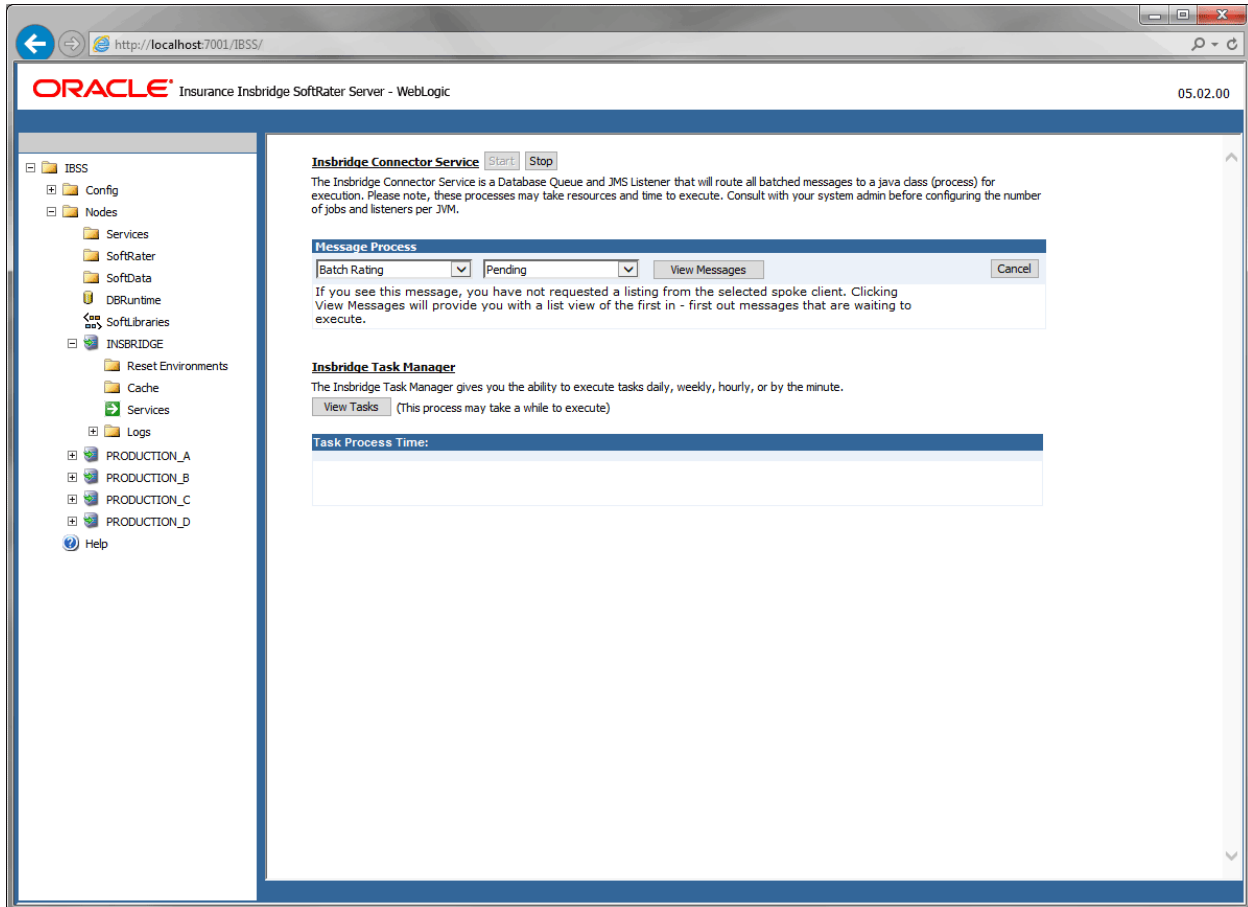 http://localhost:7001/IBSS/
ORACLE Insurance Insbridge SoftRater Server - WebLogic
05.02.00
IBSS
Config
Nodes
Services
SoftRater
SoftData
DBRuntime
SoftLibraries
INSBRIDGE
Reset Environments
Cache
Services
Logs
PRODUCTION_A
PRODUCTION_B
PRODUCTION_C
PRODUCTION_D
Help
Insbridge Connector Service Start Stop
The Insbridge Connector Service is a Database Queue and JMS Listener that will route all batched messages to a java class (process) for
execution. Please note, these processes may take resources and time to execute. Consult with your system admin before configuring the number
of jobs and listeners per JVM.
Message Process
Batch Rating Pending View Messages Cancel
If you see this message, you have not requested a listing from the selected spoke client. Clicking
View Messages will provide you with a list view of the first in - first out messages that are waiting to
execute.
Insbridge Task Manager
The Insbridge Task Manager gives you the ability to execute tasks daily, weekly, hourly, or by the minute.
View Tasks (This process may take a while to execute)
Task Process Time: